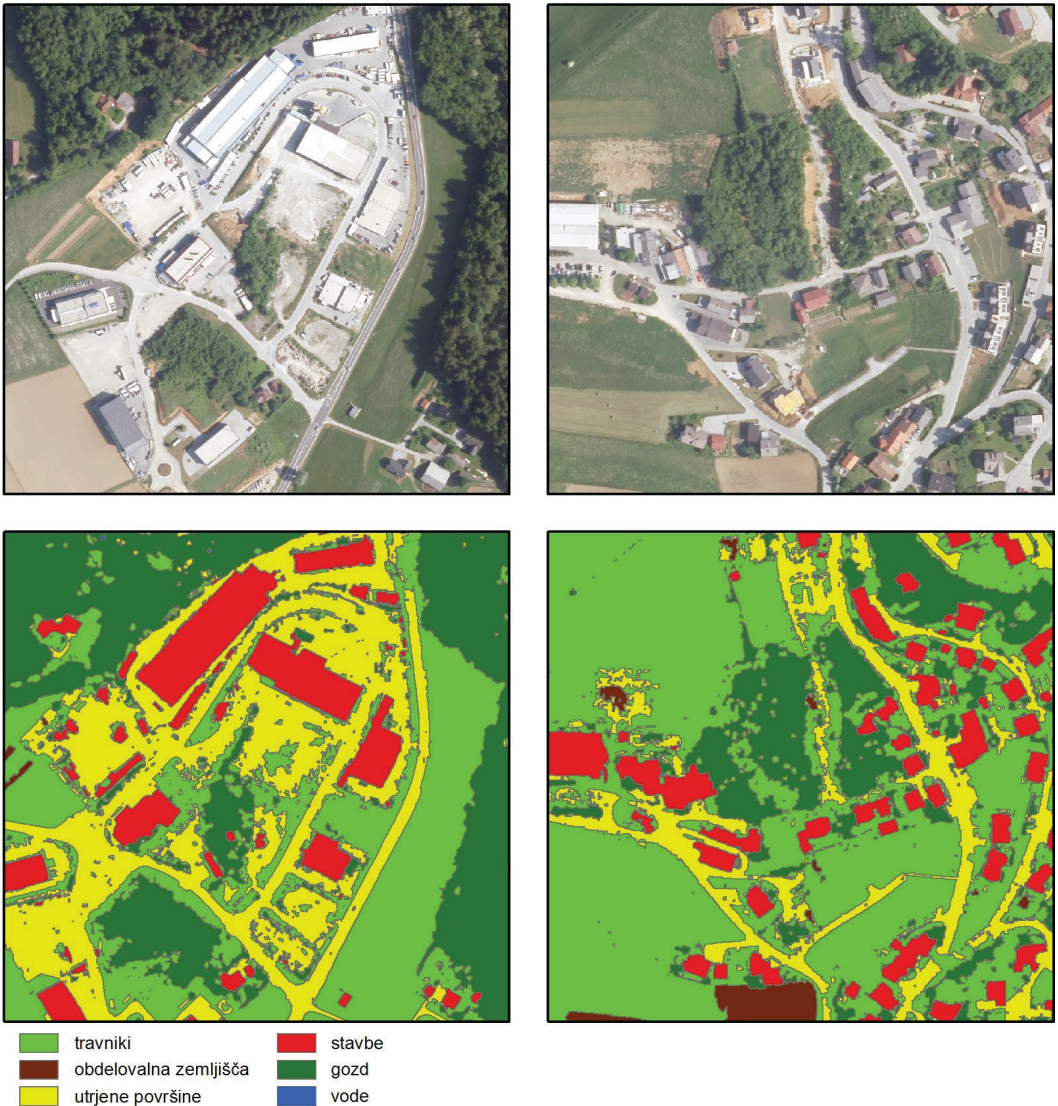 travniki
obdelovalna zemljišča
utrjene površine
stavbe
gozd
vode